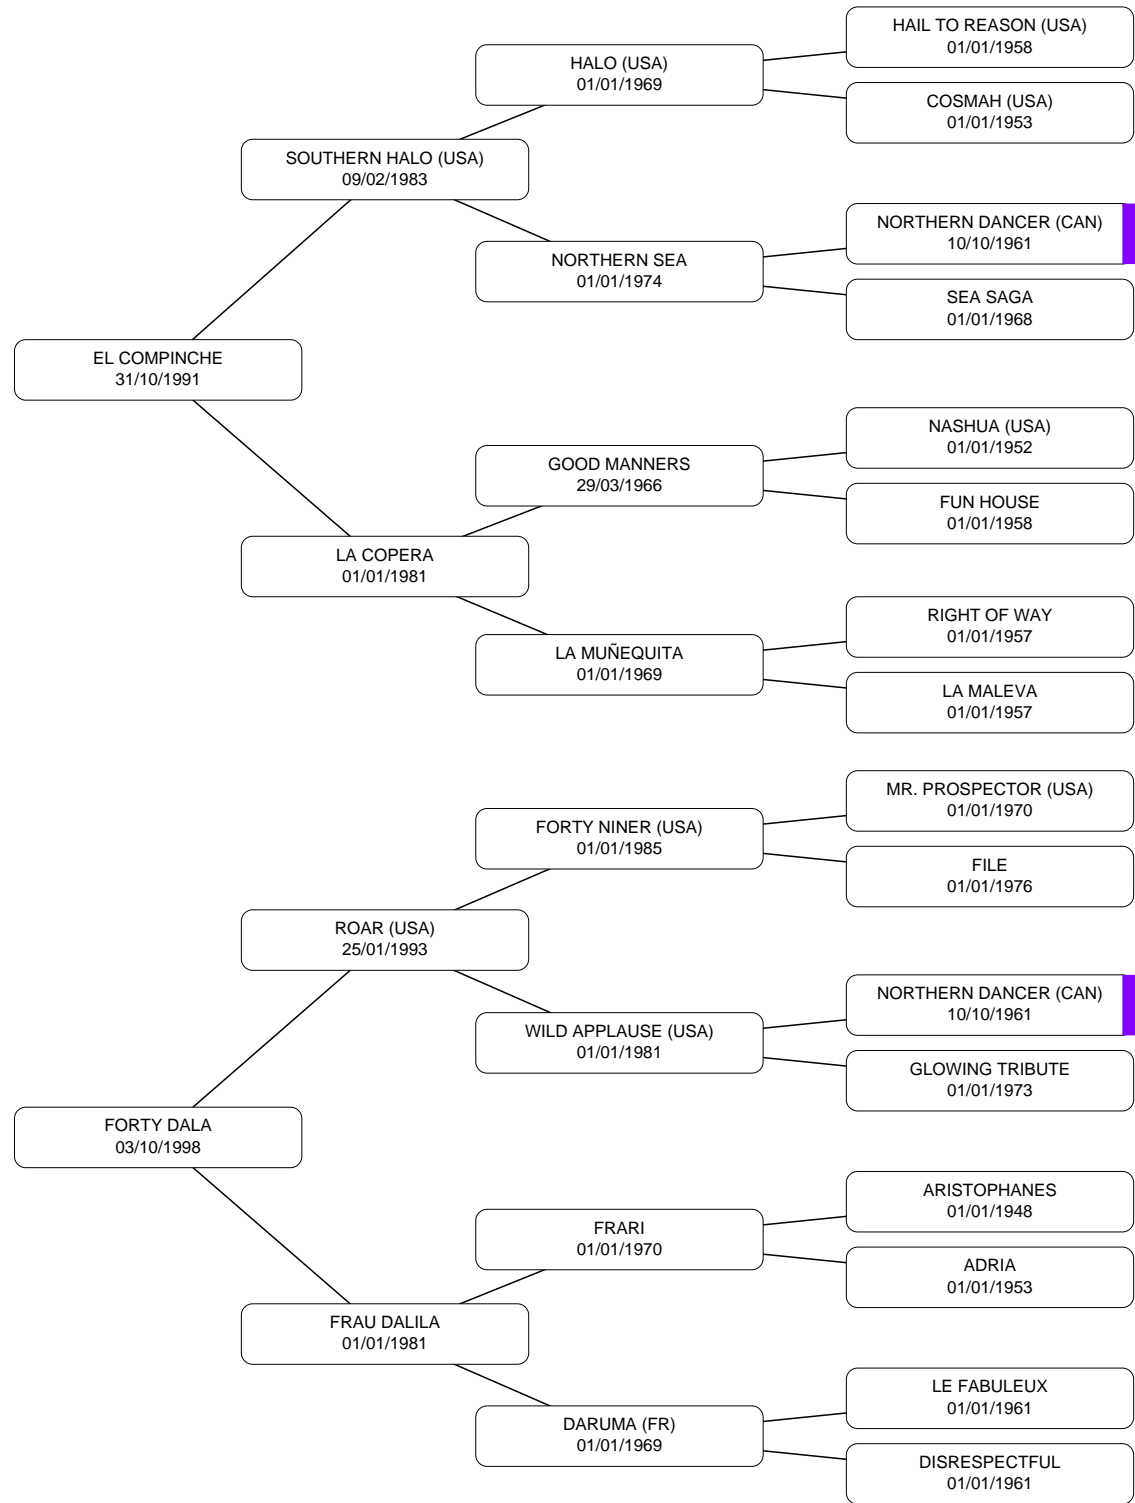 HAIL TO REASON (USA)
01/01/1958
HALO (USA)
01/01/1969
COSMAH (USA)
01/01/1953
SOUTHERN HALO (USA)
09/02/1983
NORTHERN DANCER (CAN)
10/10/1961
NORTHERN SEA
01/01/1974
SEA SAGA
01/01/1968
EL COMPINCHE
31/10/1991
NASHUA (USA)
01/01/1952
GOOD MANNERS
29/03/1966
FUN HOUSE
01/01/1958
LA COPERA
01/01/1981
RIGHT OF WAY
01/01/1957
LA MUÑEQUITA
01/01/1969
LA MALEVA
01/01/1957
MR. PROSPECTOR (USA)
01/01/1970
FORTY NINER (USA)
01/01/1985
FILE
01/01/1976
ROAR (USA)
25/01/1993
NORTHERN DANCER (CAN)
10/10/1961
WILD APPLAUSE (USA)
01/01/1981
GLOWING TRIBUTE
01/01/1973
FORTY DALA
03/10/1998
ARISTOPHANES
01/01/1948
FRARI
01/01/1970
ADRIA
01/01/1953
FRAU DALILA
01/01/1981
LE FABULEUX
01/01/1961
DARUMA (FR)
01/01/1969
DISRESPECTFUL
01/01/1961